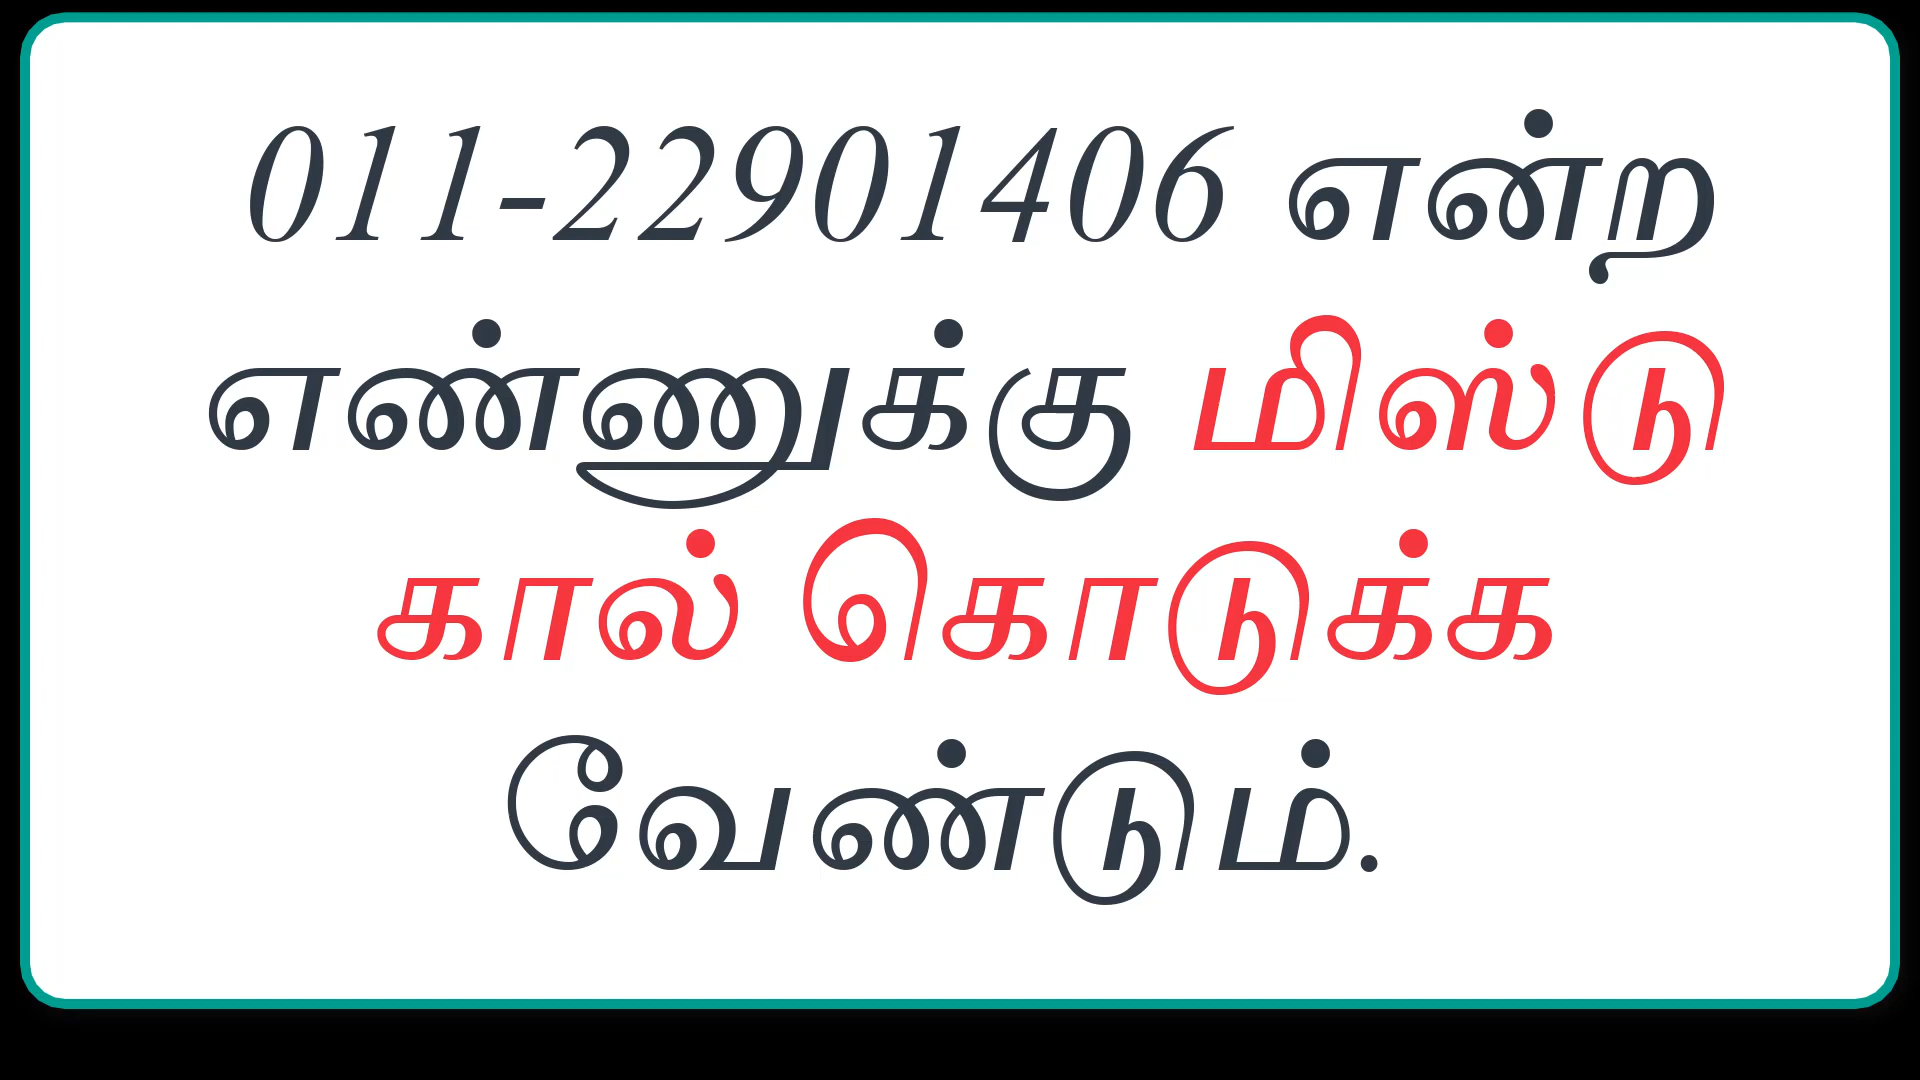 011-22901406 என்ற
எண்ணுக்கு மிஸ்டு
கால் கொடுக்க
வேண்டும்.